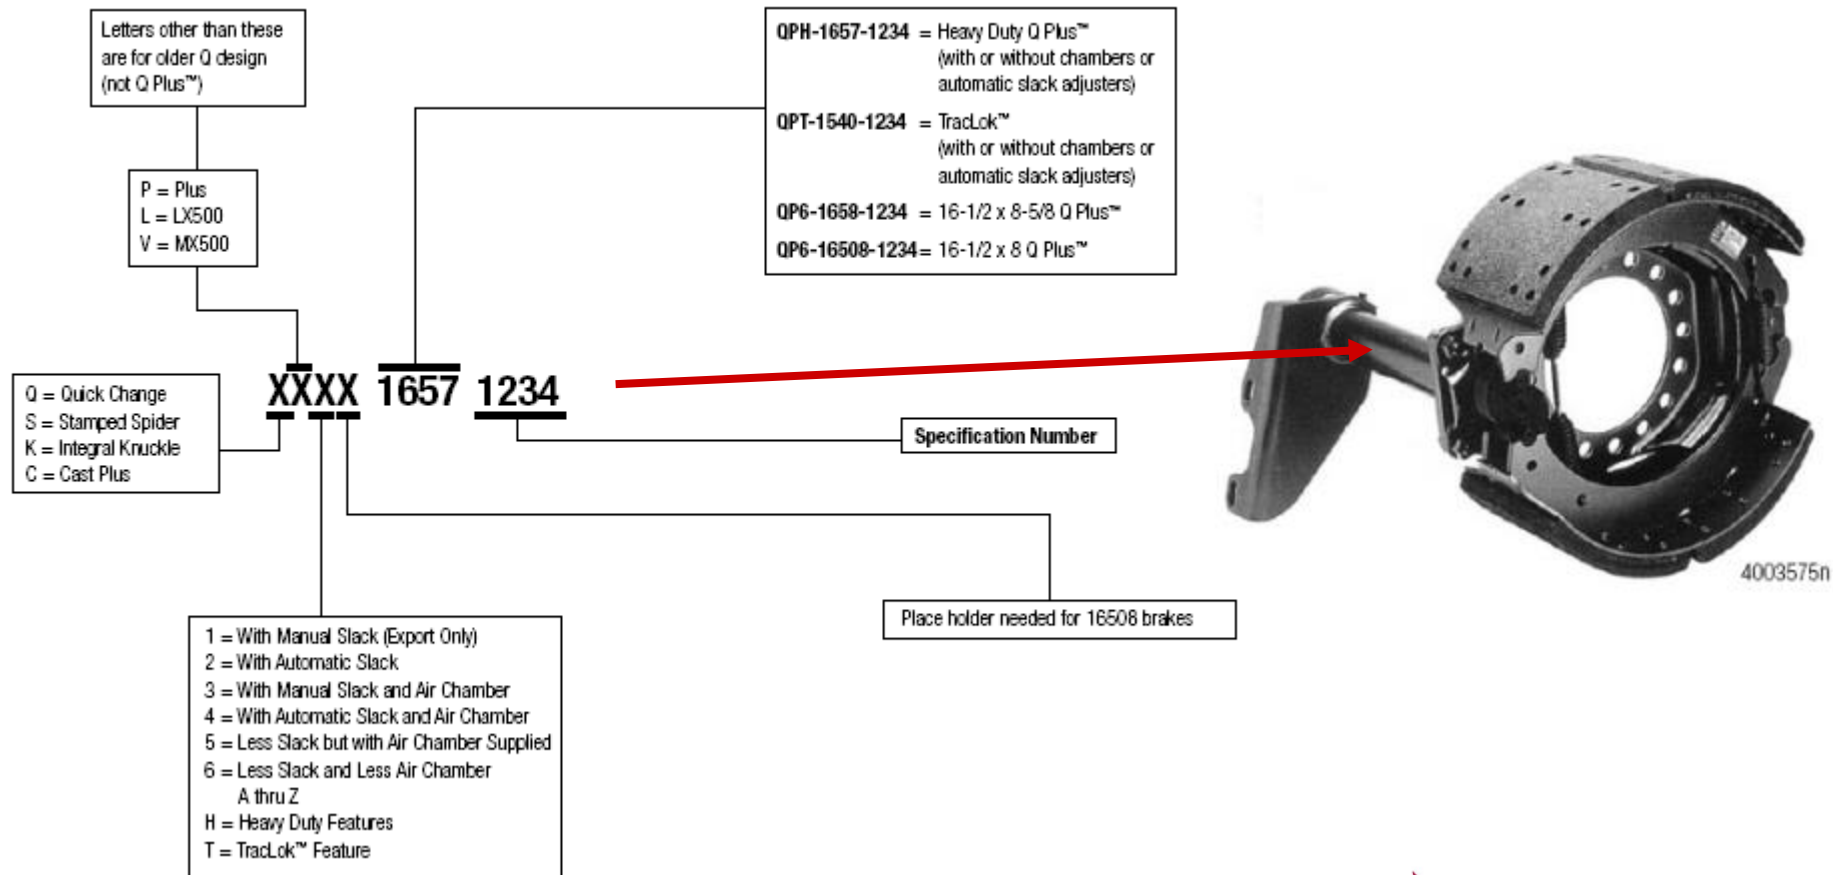 Letters other than these
are for older Q design
(not Q Plus™)
P = Plus
L = LX500
V = MX500
QPH-1657-1234 = Heavy Duty Q Plus™
(with or without chambers or
automatic slack adjusters)
QPT-1540-1234 = TracLok™
(with or without chambers or
automatic slack adjusters)
QP6-1658-1234 = 16-1/2 x 8-5/8 Q Plus™
QP6-16508-1234 = 16-1/2 x 8 Q Plus™
XXXX 1657 1234
Q = Quick Change
S = Stamped Spider
K = Integral Knuckle
C = Cast Plus
Specification Number
Place holder needed for 16508 brakes
1 = With Manual Slack (Export Only)
2 = With Automatic Slack
3 = With Manual Slack and Air Chamber
4 = With Automatic Slack and Air Chamber
5 = Less Slack but with Air Chamber Supplied
6 = Less Slack and Less Air Chamber
A thru Z
H = Heavy Duty Features
T = TracLok™ Feature
4003575n